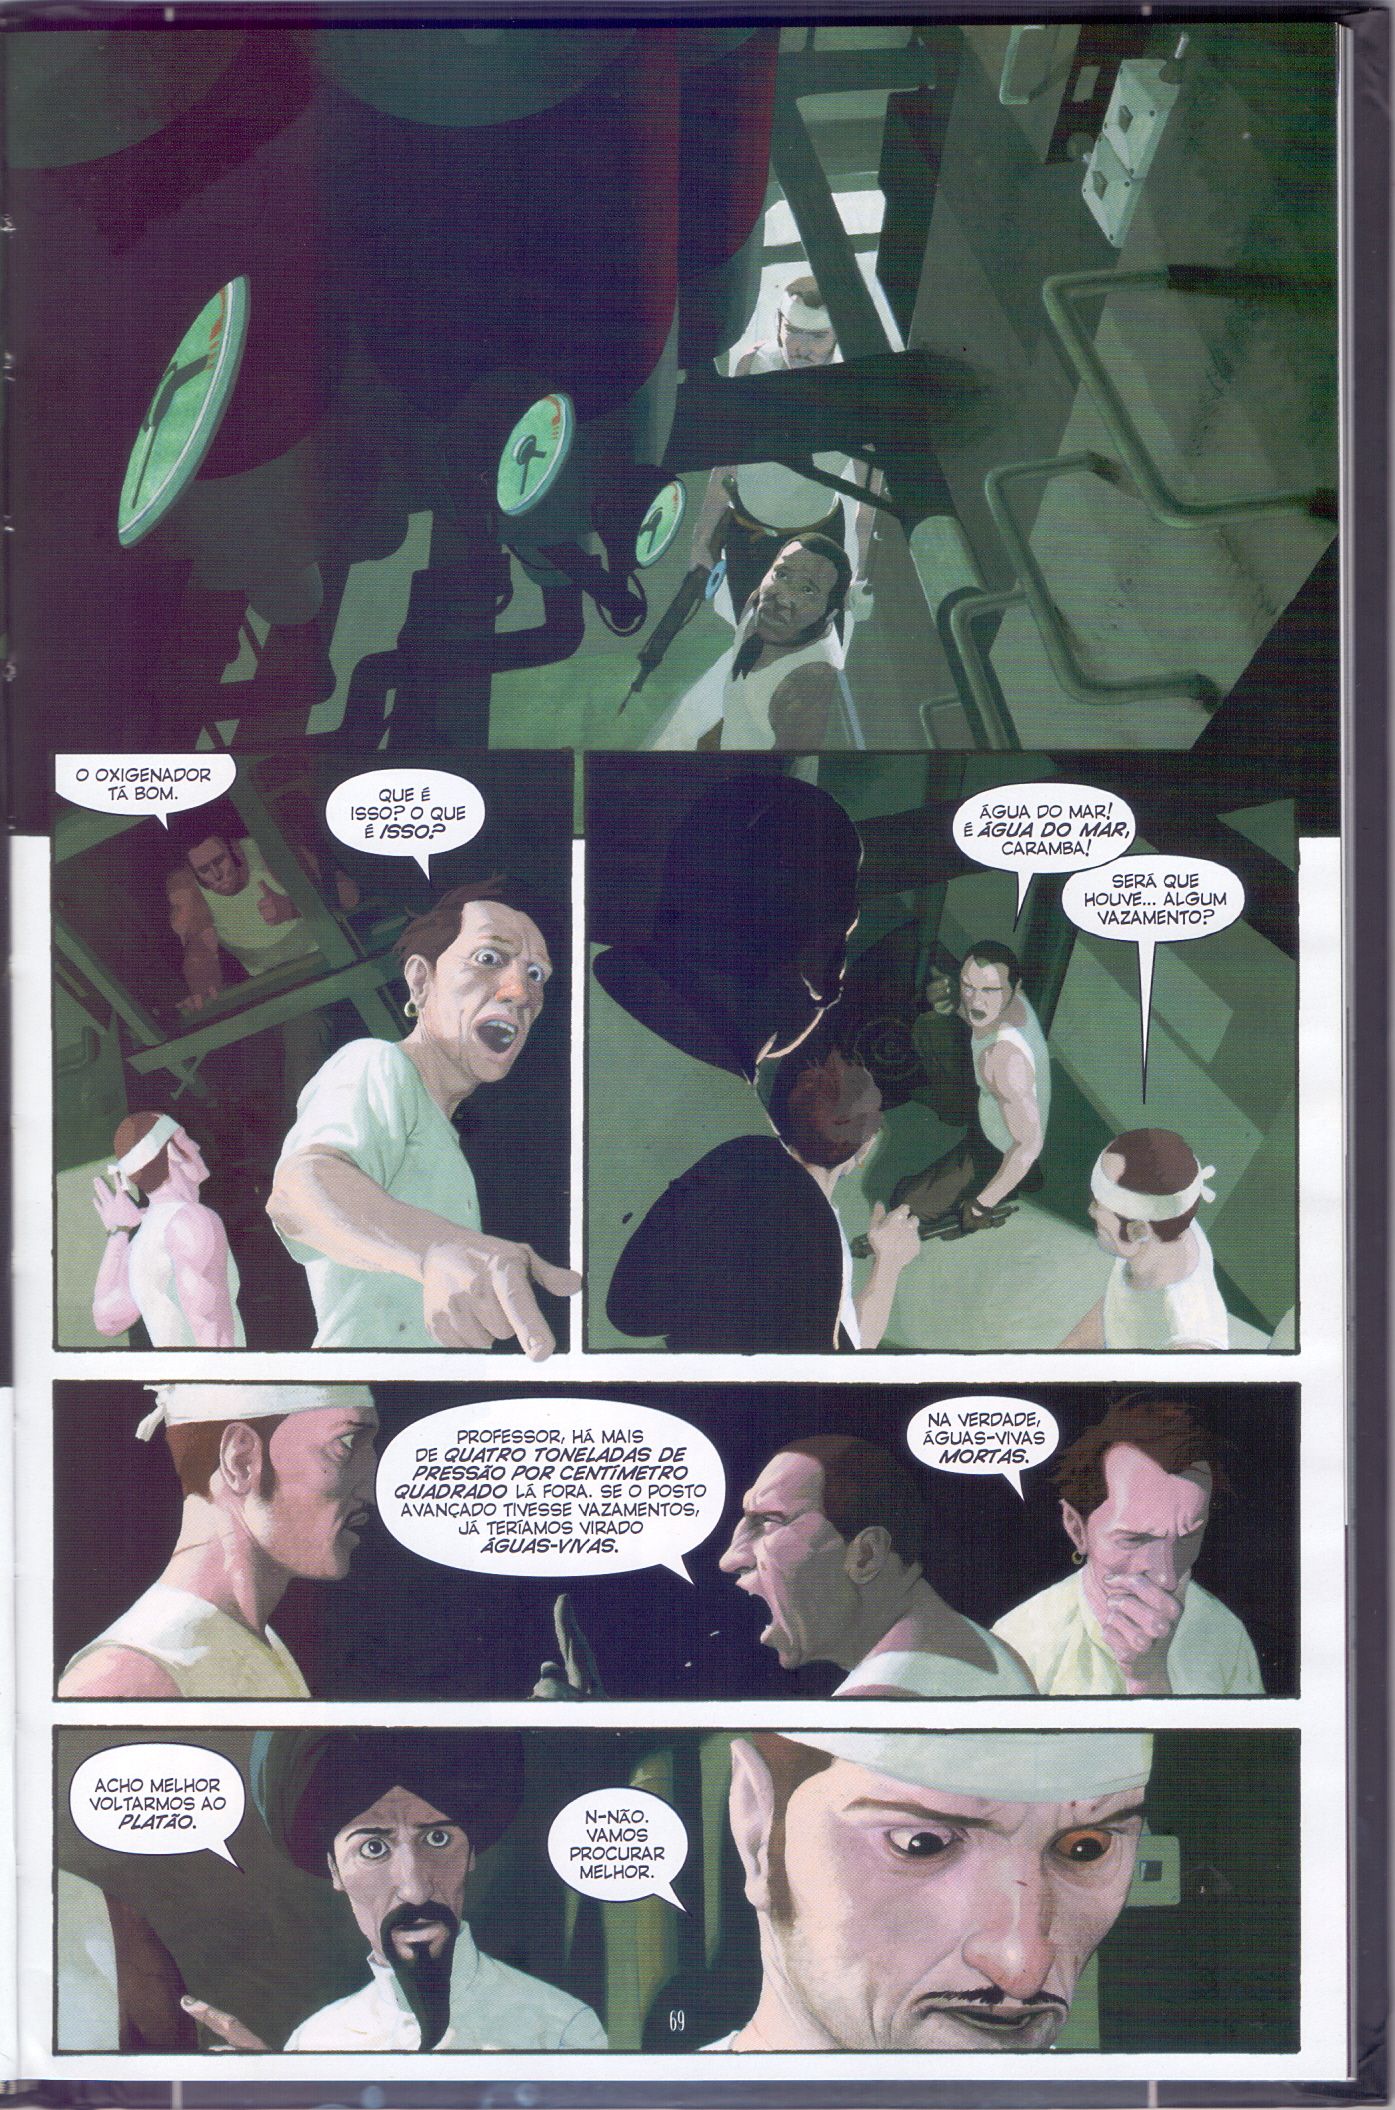 O OXIGENADOR
TÁ BOM.
QUE É
ISSO? O QUE
É ISSO?
ÁGUA DO MAR!
É ÁGUA DO MAR,
CARAMBA!
SERÁ QUE
HOUVE... ALGUM
VAZAMENTO?
PROFESSOR, HÁ MAIS
DE QUATRO TONELADAS DE
PRESSÃO POR CENTÍMETRO
QUADRADO LÁ FORA. SE O POSTO
AVANÇADO TIVESSE VAZAMENTOS,
JÁ TERÍAMOS VIRADO
ÁGUAS-VIVAS.
NA VERDADE,
ÁGUAS-VIVAS
MORTAS.
ACHO MELHOR
VOLTARMOS AO
PLATÃO.
N-NÃO.
VAMOS
PROCURAR
MELHOR.
69